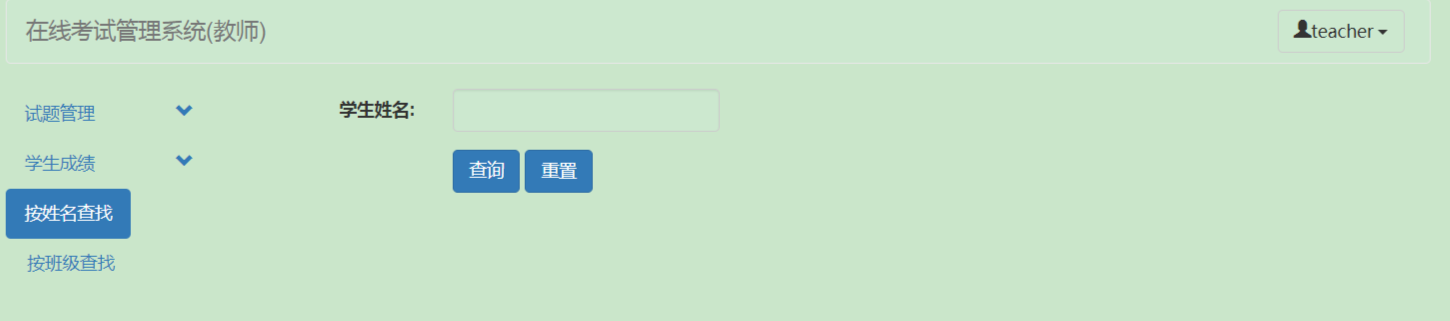 在线考试管理系统(教师)
teacher
试题管理
学生姓名:
学生成绩
查询 重置
按姓名查找
按班级查找